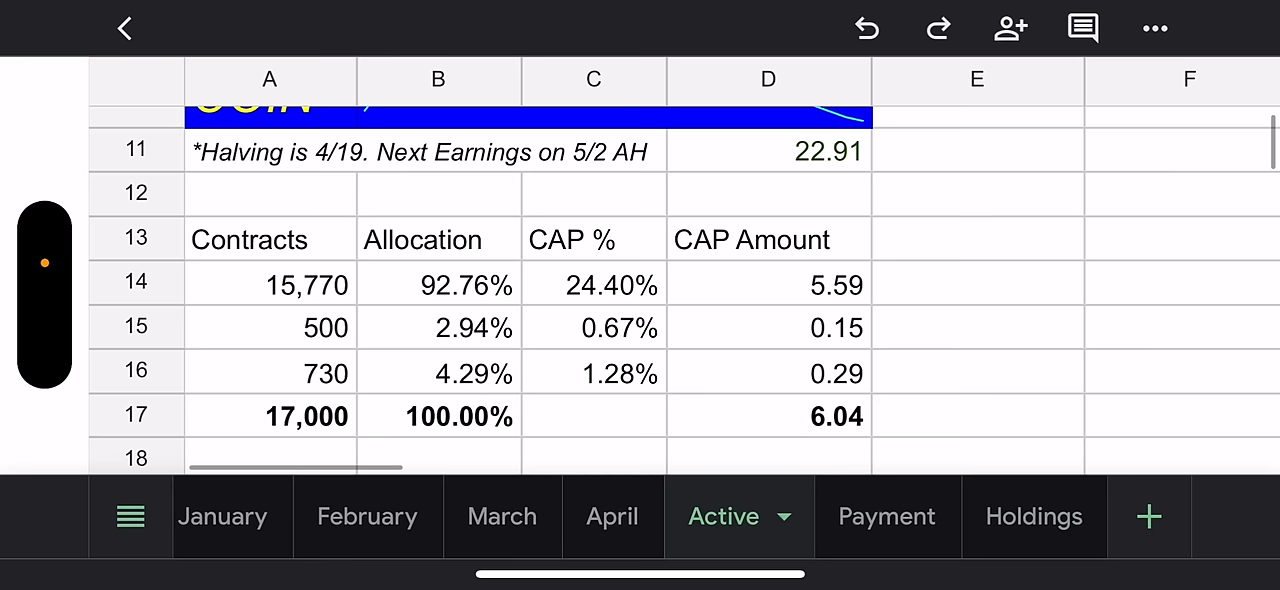 A B C D E F
COIN
11 *Halving is 4/19. Next Earnings on 5/2 AH 22.91
12
13 Contracts Allocation CAP % CAP Amount
14 15,770 92.76% 24.40% 5.59
15 500 2.94% 0.67% 0.15
16 730 4.29% 1.28% 0.29
17 17,000 100.00% 6.04
18
January February March April Active Payment Holdings